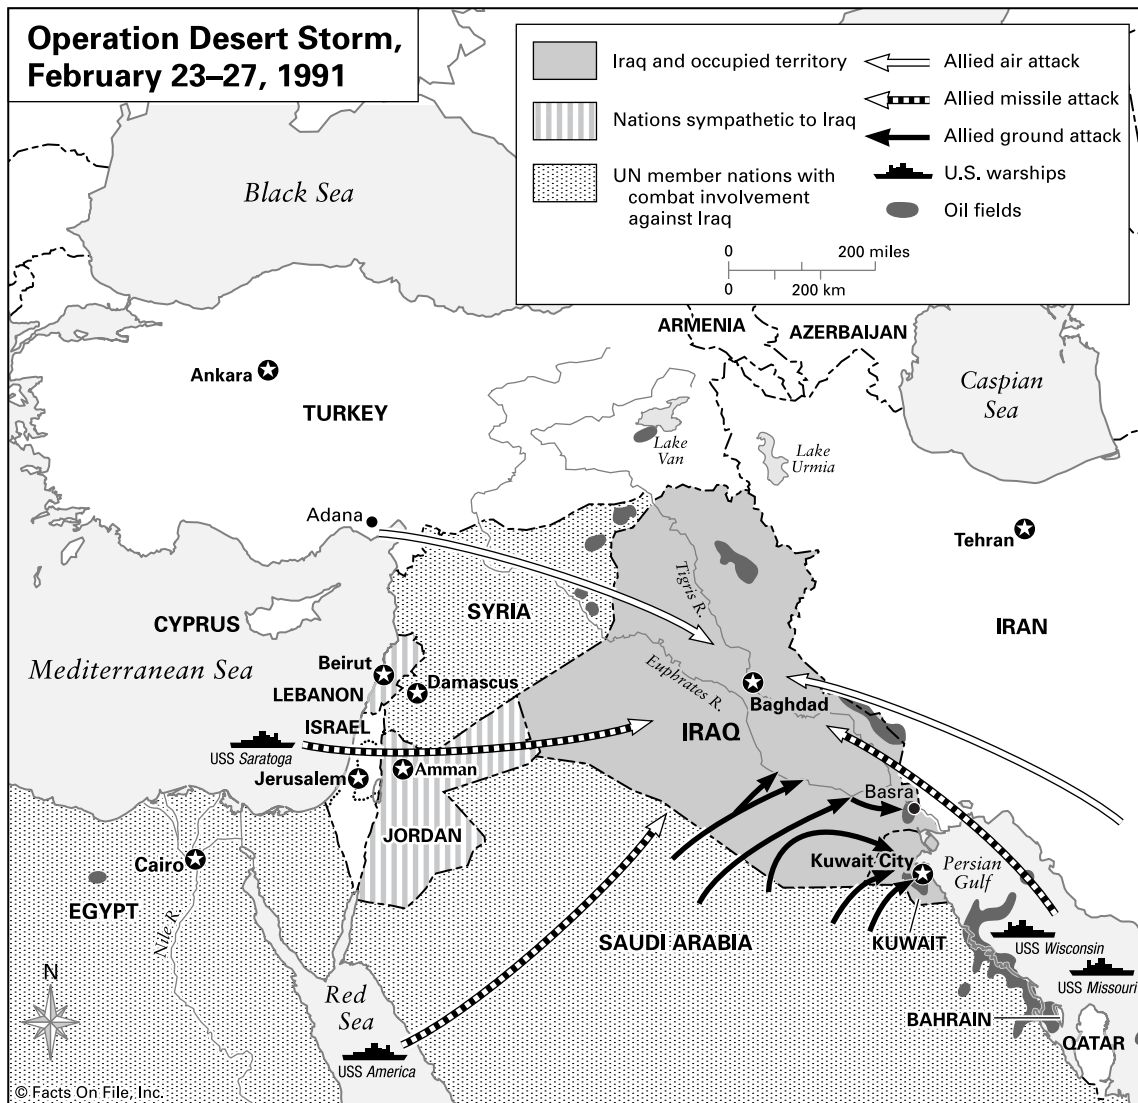 Operation Desert Storm,
February 23–27, 1991
Iraq and occupied territory
Nations sympathetic to Iraq
UN member nations with
combat involvement
against Iraq
Allied air attack
Allied missile attack
Allied ground attack
U.S. warships
Oil fields
0 200 miles
0 200 km
Black Sea
ARMENIA
AZERBAIJAN
Caspian
Sea
Ankara
TURKEY
Lake
Van
Lake
Urmia
Adana
Tehran
Tigris R.
SYRIA
CYPRUS
IRAN
Mediterranean Sea
Beirut
Damascus
Euphrates R.
Baghdad
LEBANON
ISRAEL
IRAQ
USS Saratoga
Jerusalem
Amman
Basra
JORDAN
Cairo
Kuwait City
Persian
Gulf
EGYPT
Nile R.
SAUDI ARABIA
KUWAIT
USS Wisconsin
N
USS Missouri
Red
Sea
BAHRAIN
QATAR
USS America
© Facts On File, Inc.